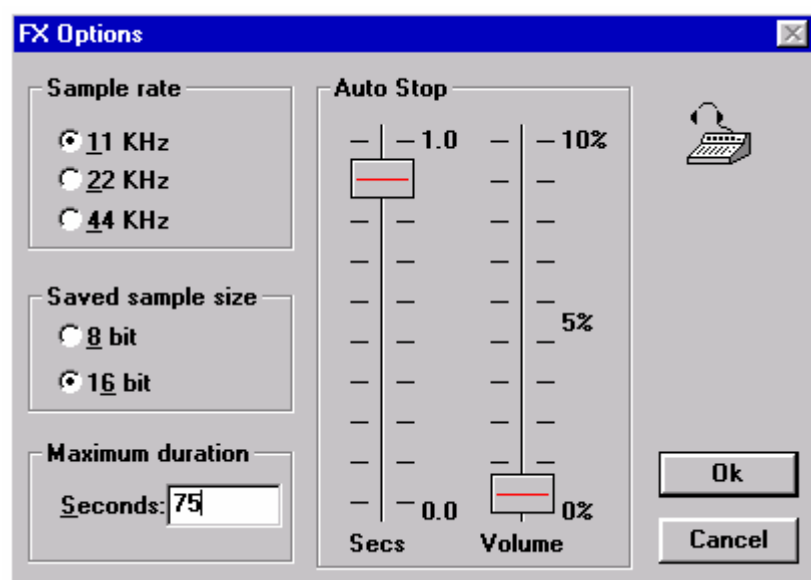 FX Options
Sample rate
11 KHz
22 KHz
44 KHz
Saved sample size
8 bit
16 bit
Maximum duration
Seconds: 75
Auto Stop
1.0
0.0
Secs
10%
5%
0%
Volume
Ok
Cancel